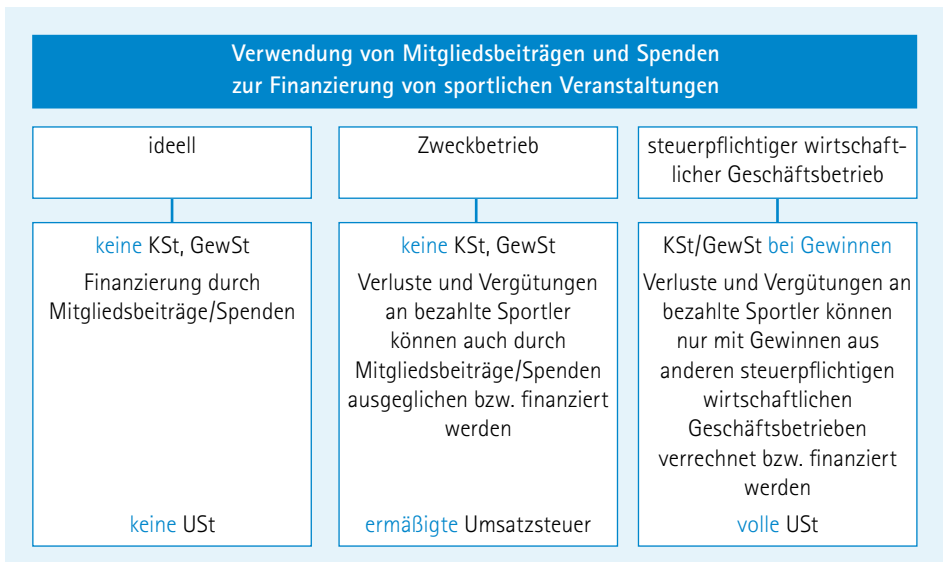 Verwendung von Mitgliedsbeiträgen und Spenden
zur Finanzierung von sportlichen Veranstaltungen
ideell
keine KSt, GewSt
Finanzierung durch
Mitgliedsbeiträge/Spenden
keine USt
Zweckbetrieb
keine KSt, GewSt
Verluste und Vergütungen
an bezahlte Sportler
können auch durch
Mitgliedsbeiträge/Spenden
ausgeglichen bzw. finanziert
werden
ermäßigte Umsatzsteuer
steuerpflichtiger wirtschaft-
licher Geschäftsbetrieb
KSt/GewSt bei Gewinnen
Verluste und Vergütungen an
bezahlte Sportler können
nur mit Gewinnen aus
anderen steuerpflichtigen
wirtschaftlichen
Geschäftsbetrieben
verrechnet bzw. finanziert
werden
volle USt